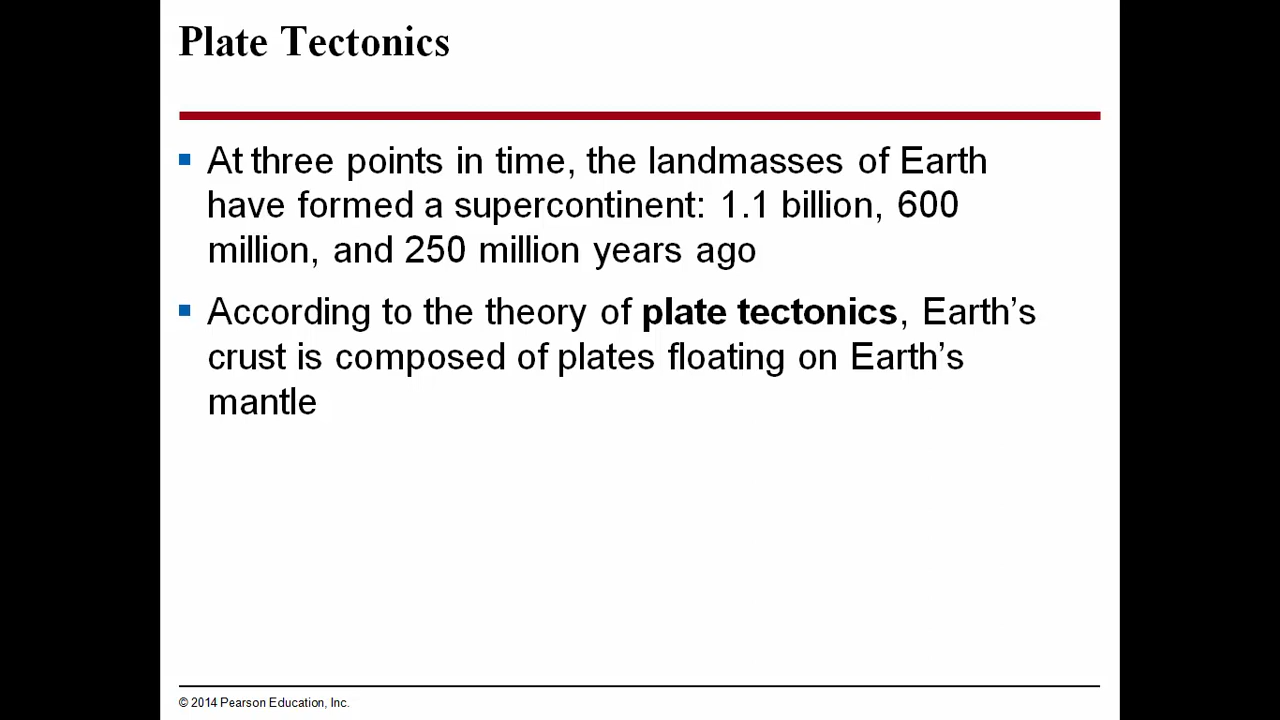 Plate Tectonics
At three points in time, the landmasses of Earth
have formed a supercontinent: 1.1 billion, 600
million, and 250 million years ago
According to the theory of plate tectonics, Earth’s
crust is composed of plates floating on Earth’s
mantle
© 2014 Pearson Education, Inc.